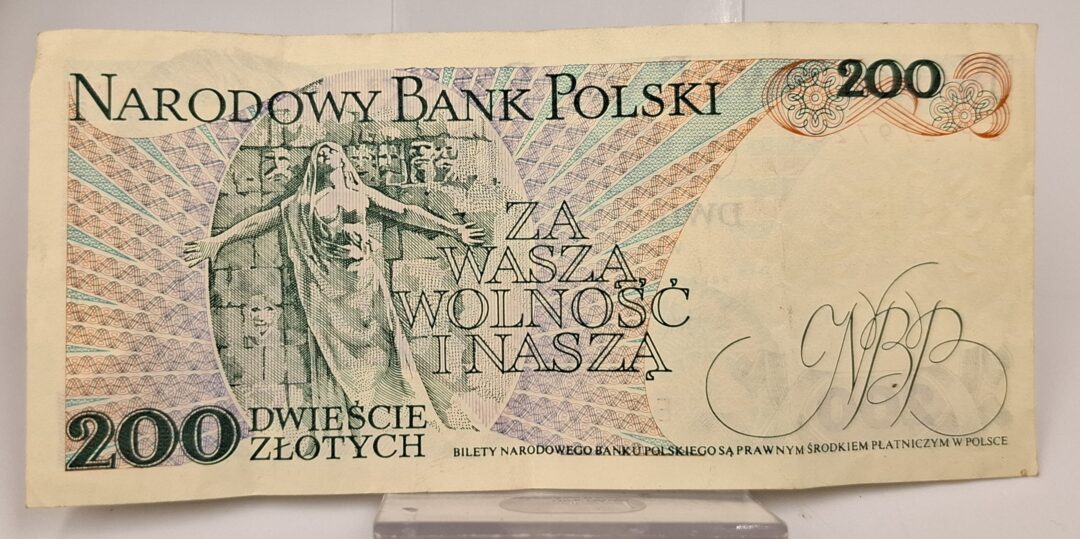 NARODOWY BANK POLSKI
200
ZA
WASZĄ
WOLNOŚĆ
I NASZĄ
NBP
200
DWIEŚCIE
ZŁOTYCH
BILETY NARODOWEGO BANKU POLSKIEGO SĄ PRAWNYM ŚRODKIEM PŁATNICZYM W POLSCE